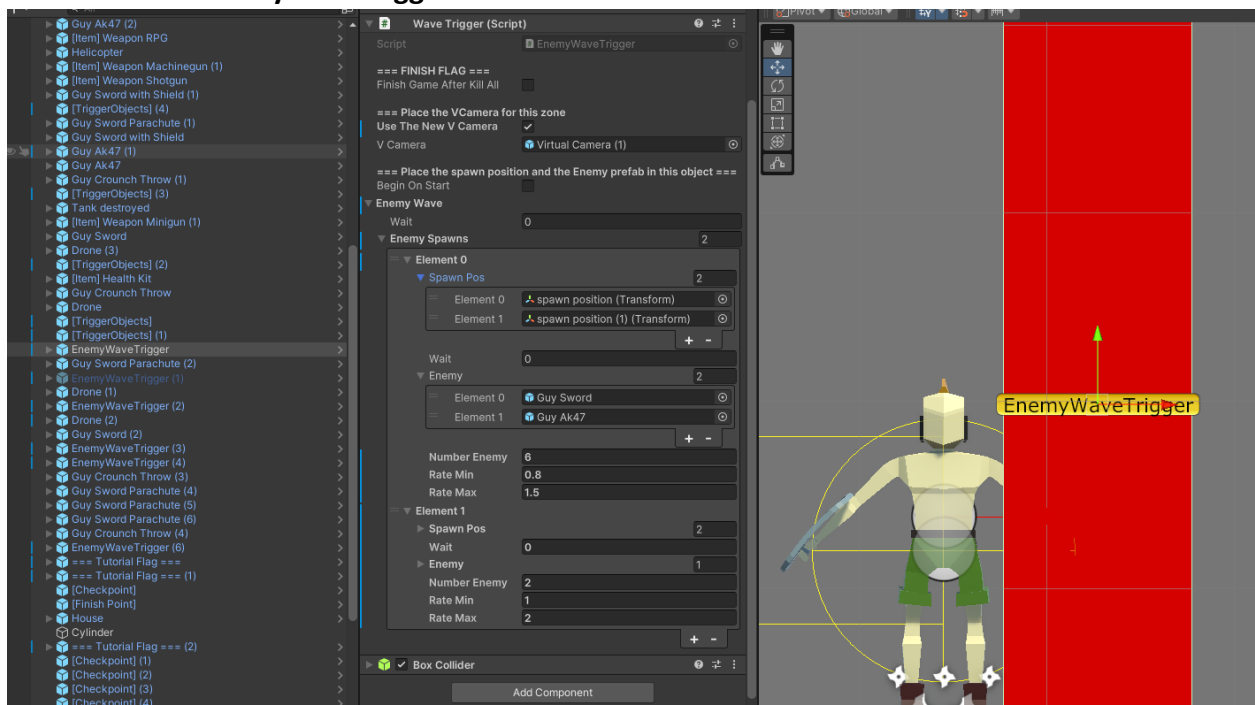 Guy Ak47 (2)
[Item] Weapon RPG
Helicopter
[Item] Weapon Machinegun (1)
[Item] Weapon Shotgun
Guy Sword with Shield (1)
[TriggerObjects] (4)
Guy Sword Parachute (1)
Guy Sword with Shield
Guy Ak47 (1)
Guy Ak47
Guy Crounch Throw (1)
[TriggerObjects] (3)
Tank destroyed
[Item] Weapon Minigun (1)
Guy Sword
Drone (3)
[TriggerObjects] (2)
[Item] Health Kit
Guy Crounch Throw
Drone
[TriggerObjects]
[TriggerObjects] (1)
EnemyWaveTrigger
Guy Sword Parachute (2)
EnemyWaveTrigger (1)
Drone (1)
EnemyWaveTrigger (2)
Drone (2)
Guy Sword (2)
EnemyWaveTrigger (3)
EnemyWaveTrigger (4)
Guy Crounch Throw (3)
Guy Sword Parachute (4)
Guy Sword Parachute (5)
Guy Sword Parachute (6)
Guy Crounch Throw (4)
EnemyWaveTrigger (6)
=== Tutorial Flag ===
=== Tutorial Flag === (1)
[Checkpoint]
[Finish Point]
House
Cylinder
=== Tutorial Flag === (2)
[Checkpoint] (1)
[Checkpoint] (2)
[Checkpoint] (3)
[Checkpoint] (4)
Wave Trigger (Script)
Script EnemyWaveTrigger
=== FINISH FLAG ===
Finish Game After Kill All
=== Place the VCamera for this zone
Use The New V Camera
V Camera Virtual Camera (1)
=== Place the spawn position and the Enemy prefab in this object ===
Begin On Start
Enemy Wave
Wait 0
Enemy Spawns 2
Element 0
Spawn Pos 2
Element 0 spawn position (Transform)
Element 1 spawn position (1) (Transform)
+ -
Wait 0
Enemy 2
Element 0 Guy Sword
Element 1 Guy Ak47
+ -
Number Enemy 6
Rate Min 0.8
Rate Max 1.5
Element 1
Spawn Pos 2
Wait 0
Enemy 1
Number Enemy 2
Rate Min 1
Rate Max 2
+ -
Box Collider
Add Component
Pivot Global
EnemyWaveTrigger